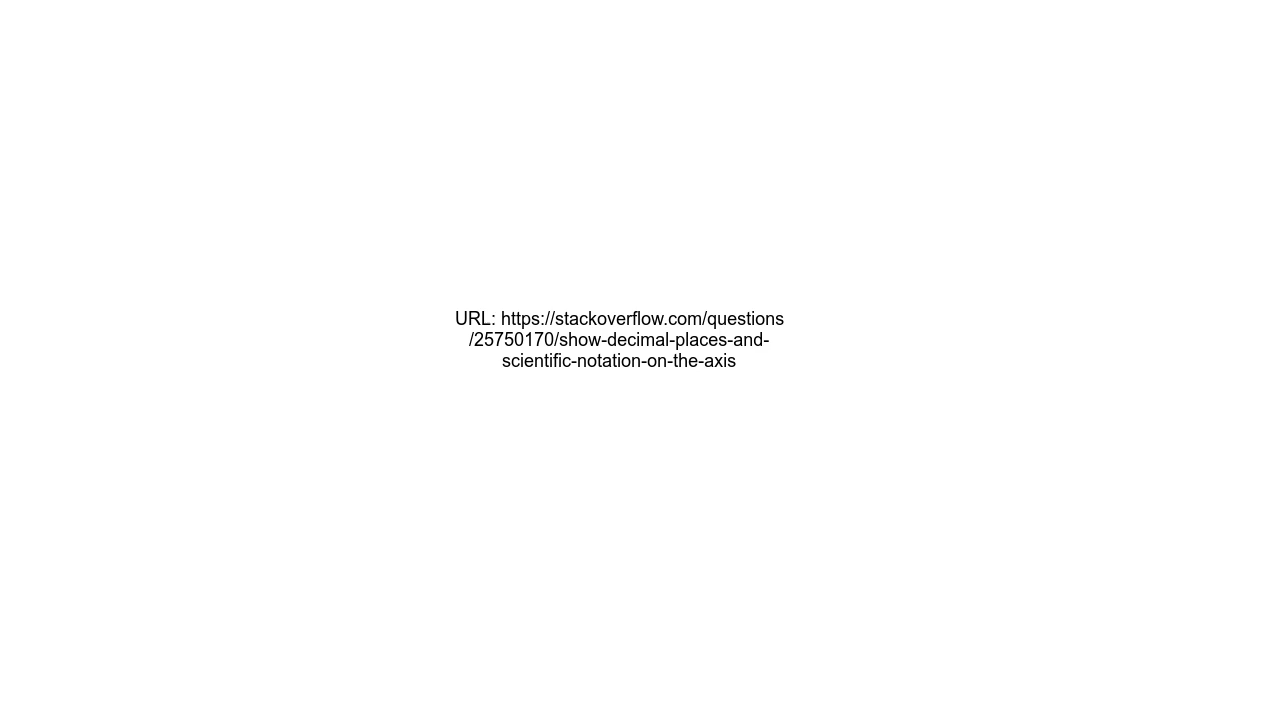 URL: https://stackoverflow.com/questions
/25750170/show-decimal-places-and-
scientific-notation-on-the-axis